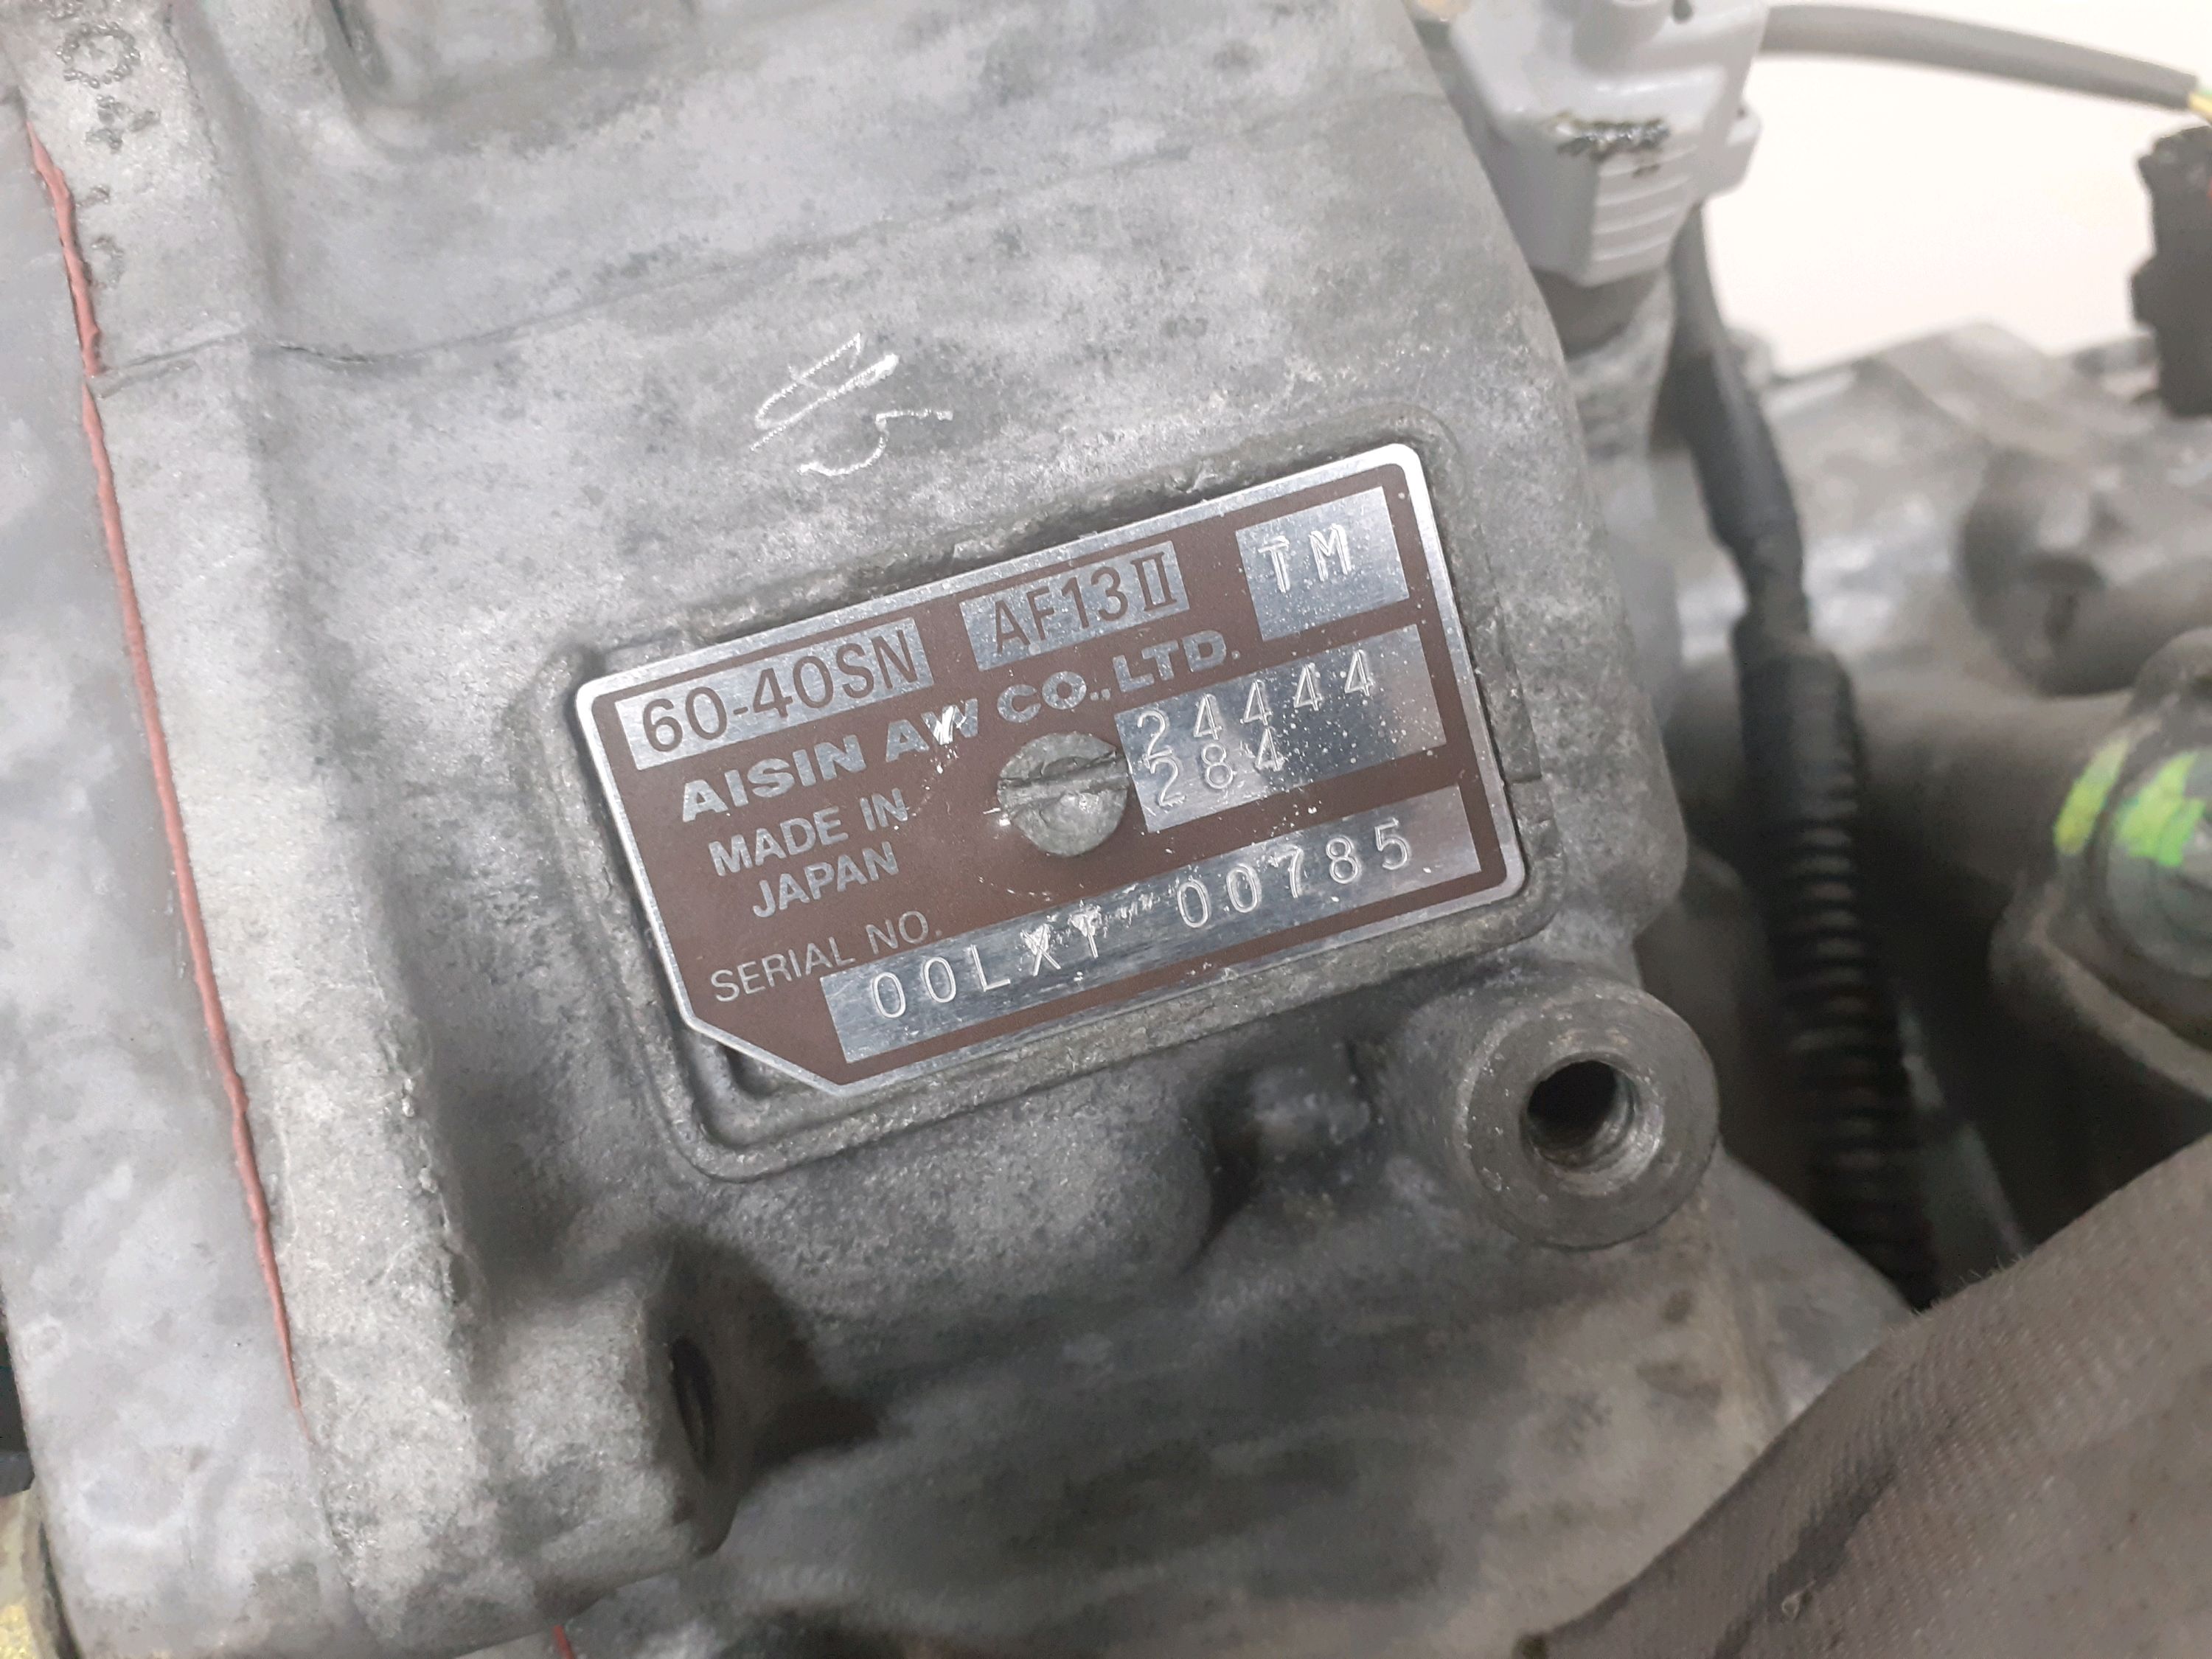 60-40SN AF13II TM
AISIN AW CO., LTD.
24444
284
MADE IN
JAPAN
SERIAL NO.
00LXT-00785